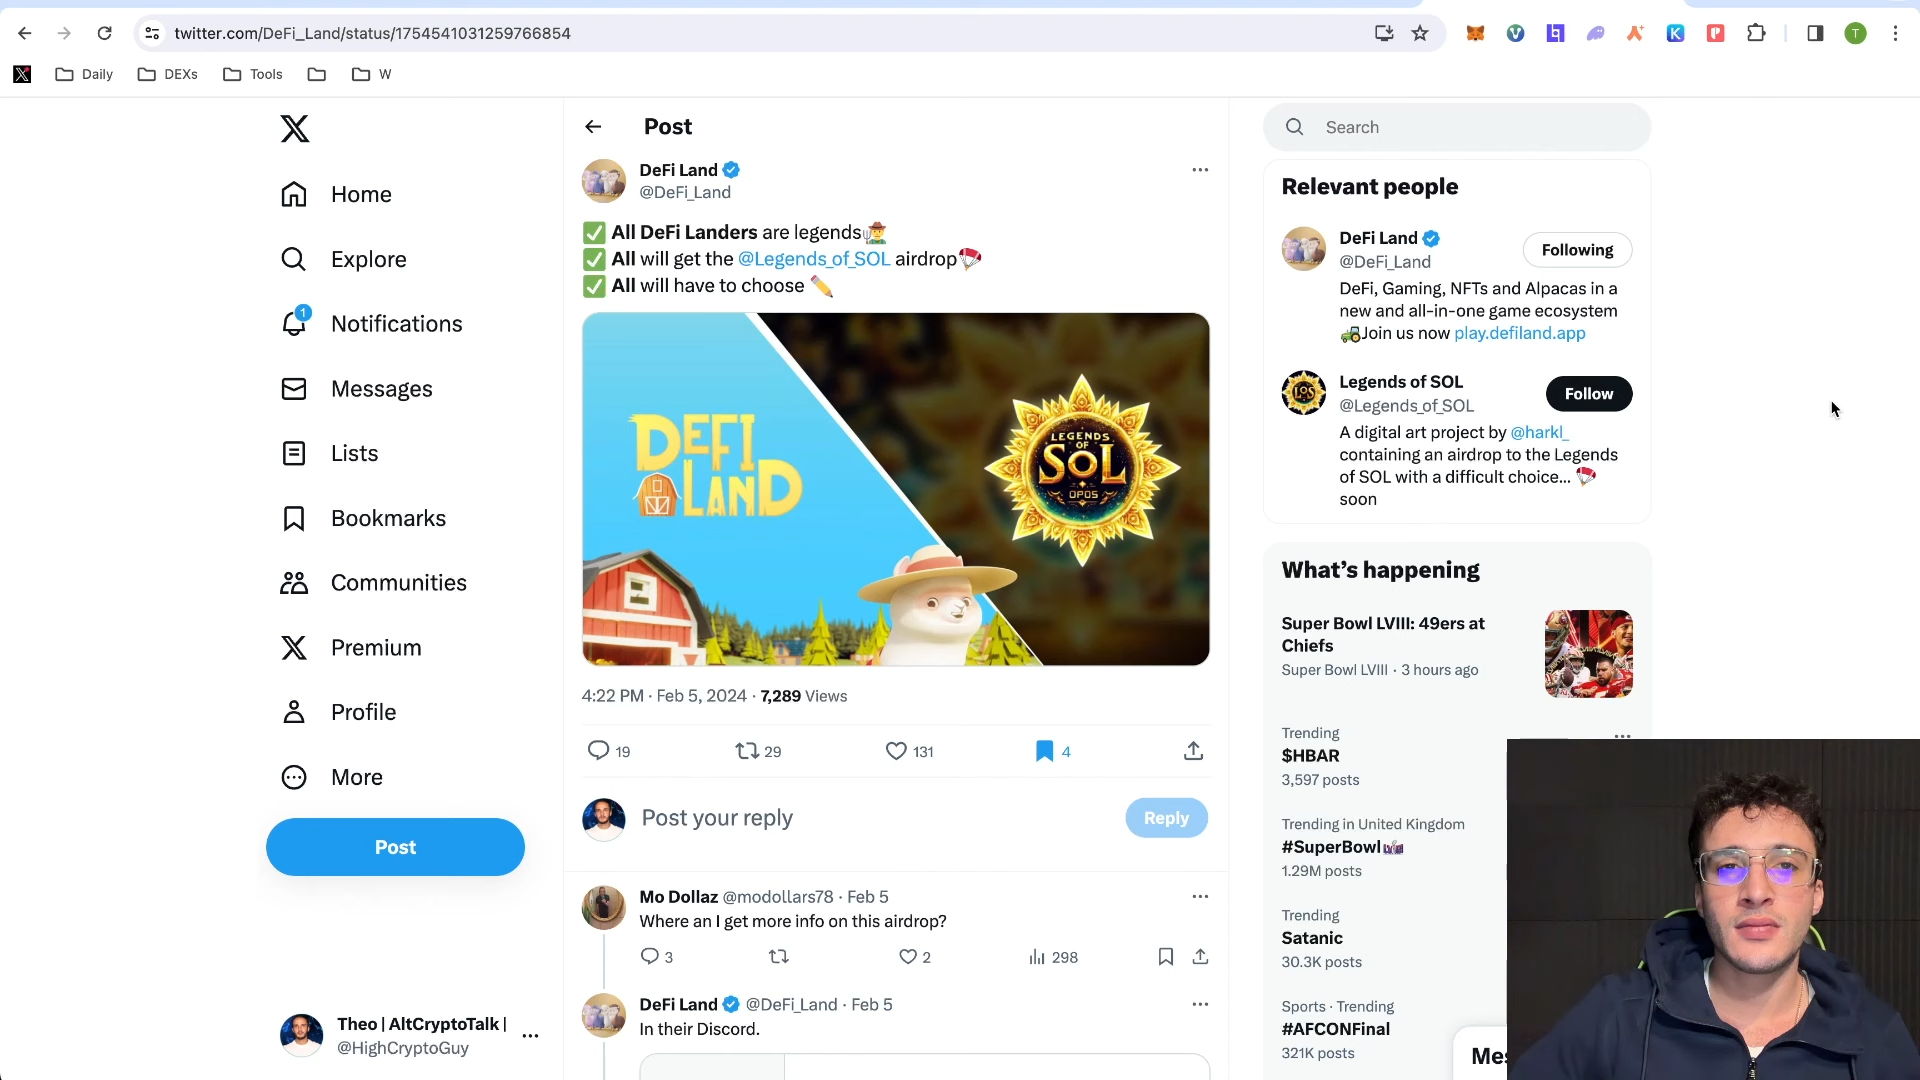 twitter.com/DeFi_Land/status/1754541031259766854
T
Daily
DEXs
Tools
W
Home
Explore
1
Notifications
Messages
Lists
Bookmarks
Communities
Premium
Profile
More
Post
Theo | AltCryptoTalk |
@HighCryptoGuy
Post
DeFi Land
@DeFi_Land
All DeFi Landers are legends
All will get the @Legends_of_SOL airdrop
All will have to choose
DEFI
LAND
LEGENDS
OF
SOL
OPOS
4:22 PM · Feb 5, 2024 · 7,289 Views
19
29
131
4
Post your reply
Reply
Mo Dollaz @modollars78 · Feb 5
Where an I get more info on this airdrop?
3
2
298
DeFi Land @DeFi_Land · Feb 5
In their Discord.
Search
Relevant people
DeFi Land
@DeFi_Land
Following
DeFi, Gaming, NFTs and Alpacas in a
new and all-in-one game ecosystem
Join us now play.defiland.app
LOS
Legends of SOL
@Legends_of_SOL
Follow
A digital art project by @harkl_
containing an airdrop to the Legends
of SOL with a difficult choice...
soon
What's happening
Super Bowl LVIII: 49ers at
Chiefs
Super Bowl LVIII · 3 hours ago
Trending
$HBAR
3,597 posts
Trending in United Kingdom
#SuperBowl
1.29M posts
Trending
Satanic
30.3K posts
Sports · Trending
#AFCONFinal
321K posts